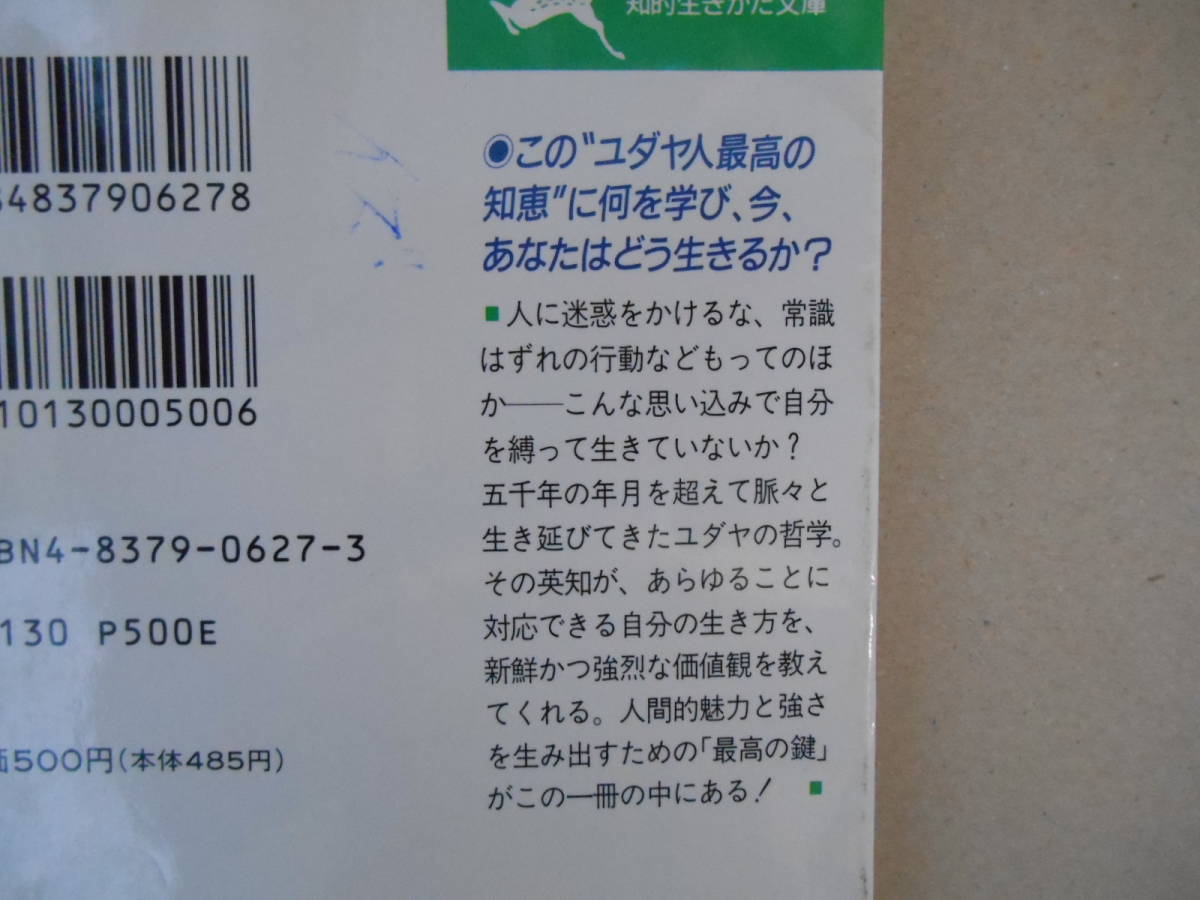 知的生きかた文庫
4837906278
10130005006
BN4-8379-0627-3
130 P500E
価500円(本体485円)
◉この"ユダヤ人最高の
知恵"に何を学び、今、
あなたはどう生きるか？
■人に迷惑をかけるな、常識
はずれの行動などもってのほ
か――こんな思い込みで自分
を縛って生きていないか？
五千年の年月を超えて脈々と
生き延びてきたユダヤの哲学。
その英知が、あらゆることに
対応できる自分の生き方を、
新鮮かつ強烈な価値観を教え
てくれる。人間的魅力と強さ
を生み出すための「最高の鍵」
がこの一冊の中にある！ ■